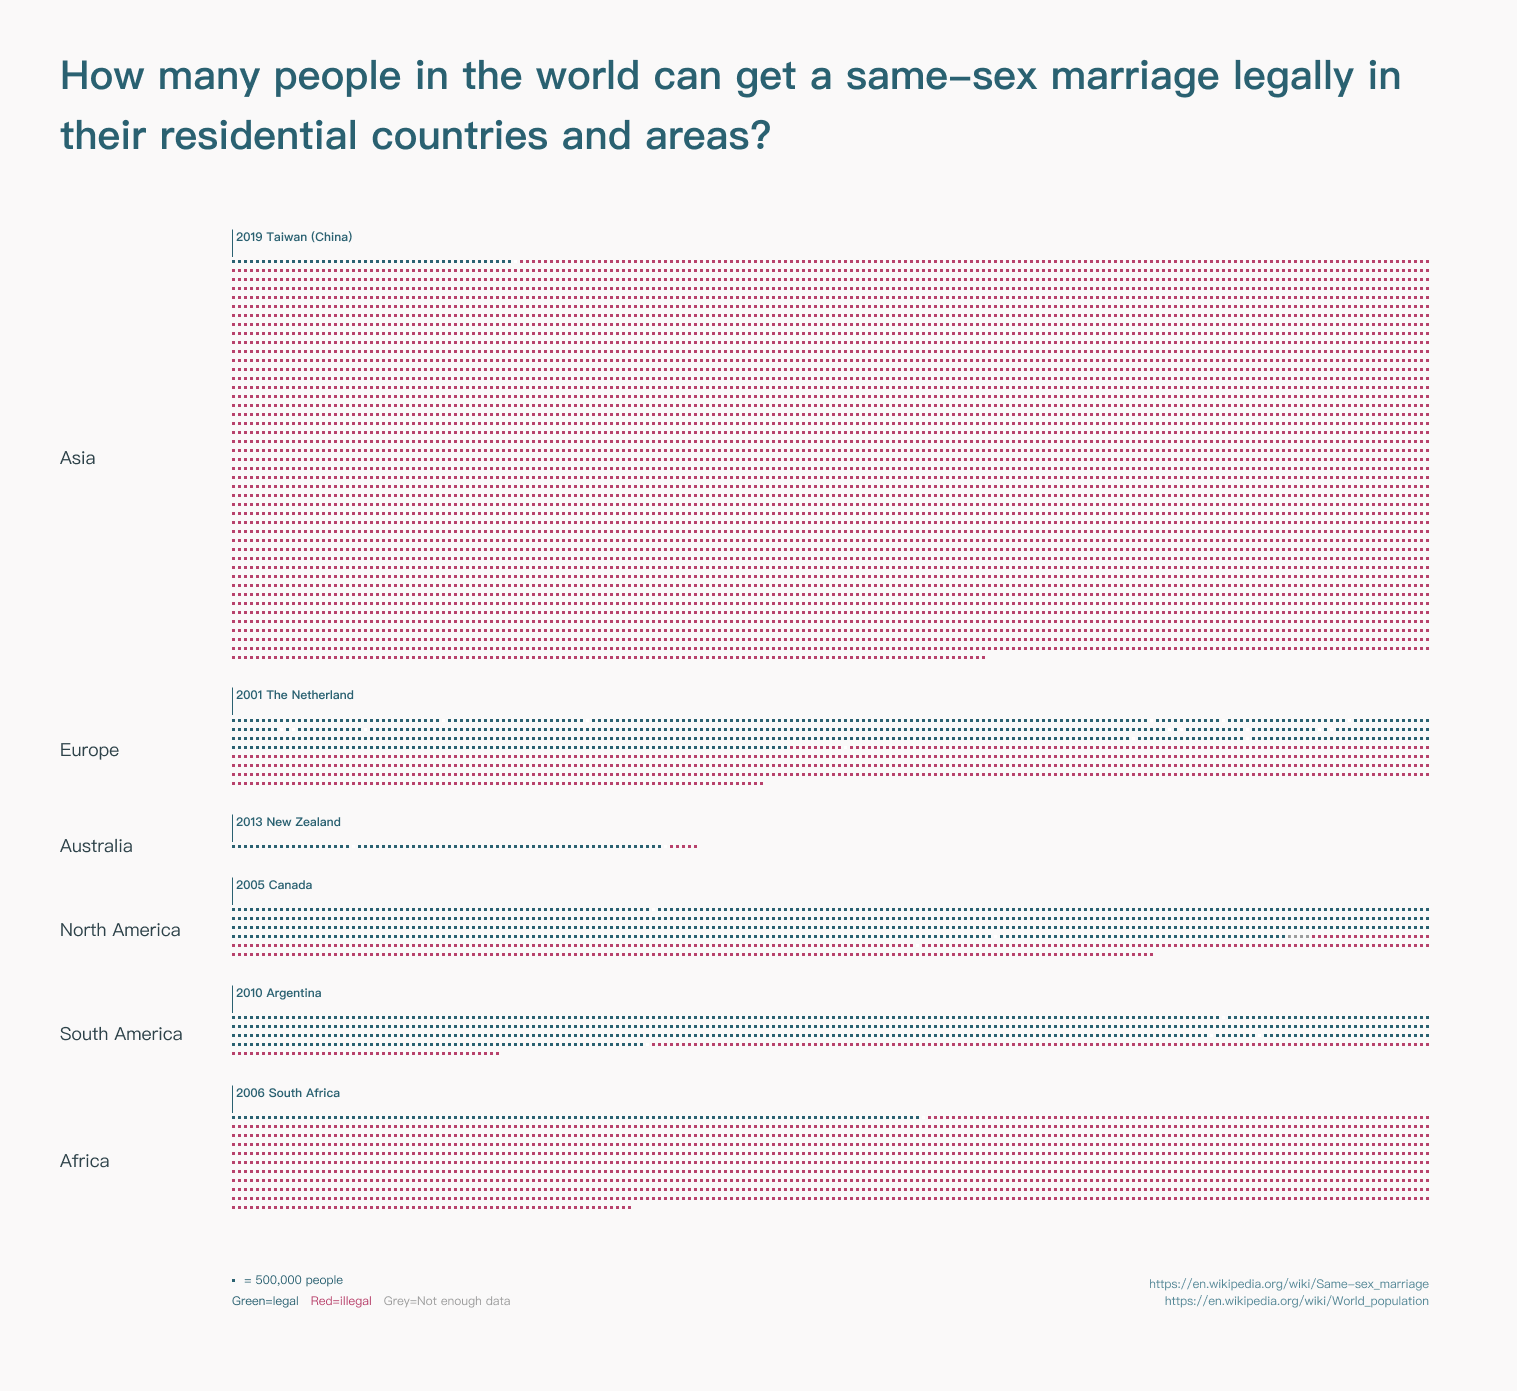 How many people in the world can get a same-sex marriage legally in
their residential countries and areas?
2019 Taiwan (China)
Asia
2001 The Netherland
Europe
2013 New Zealand
Australia
2005 Canada
North America
2010 Argentina
South America
2006 South Africa
Africa
= 500,000 people
Green=legal Red=illegal Grey=Not enough data
https://en.wikipedia.org/wiki/Same-sex_marriage
https://en.wikipedia.org/wiki/World_population